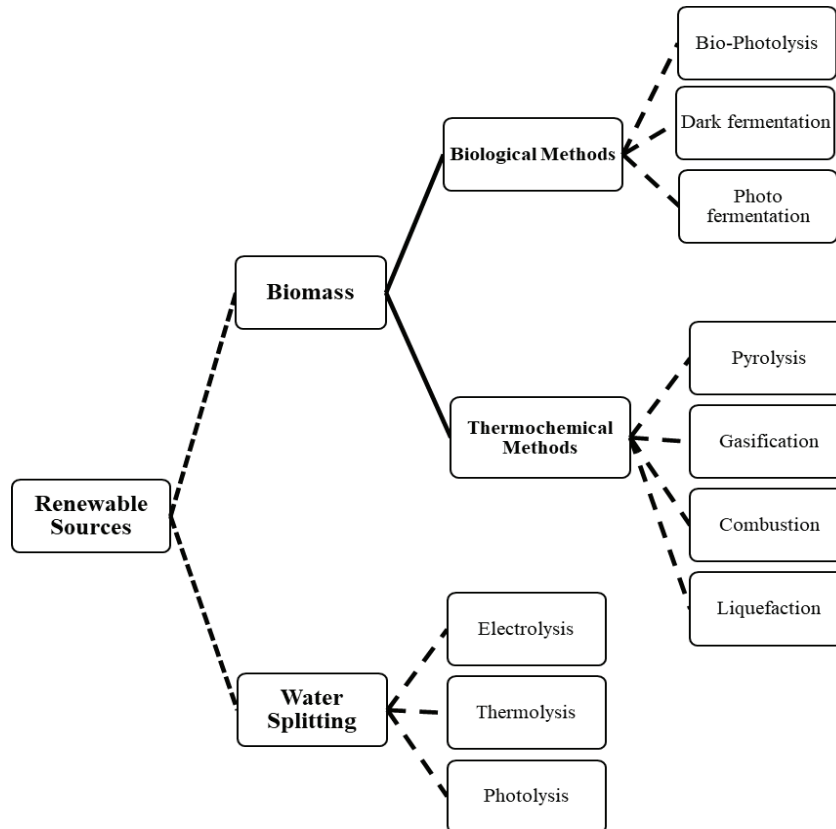 Bio-Photolysis
Dark fermentation
Biological Methods
Photo
fermentation
Biomass
Pyrolysis
Thermochemical
Methods
Gasification
Renewable
Sources
Combustion
Liquefaction
Electrolysis
Water
Splitting
Thermolysis
Photolysis